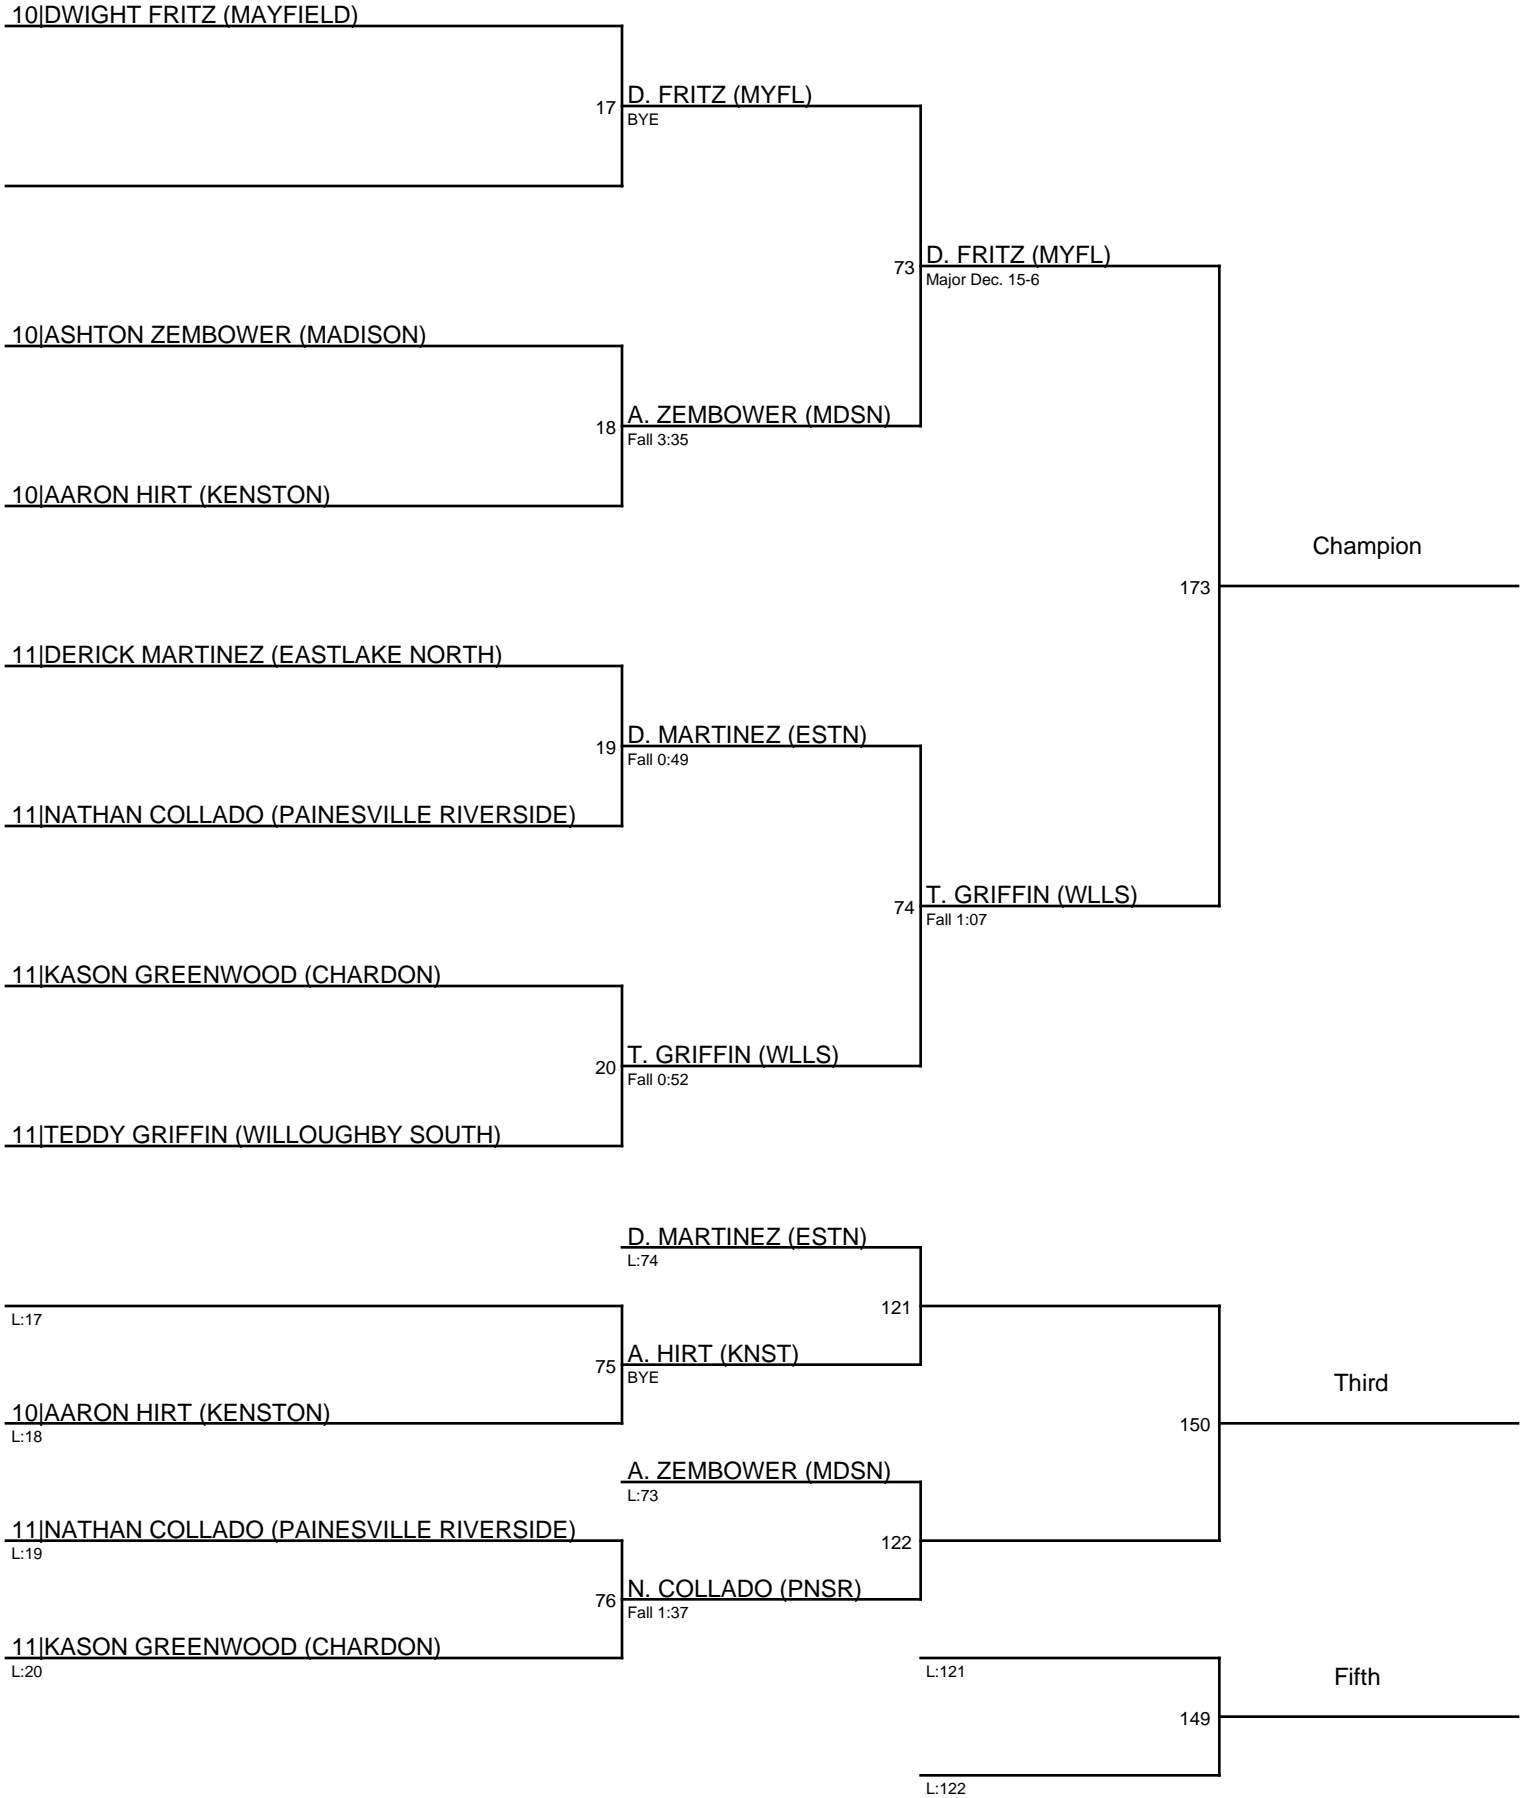 10|DWIGHT FRITZ (MAYFIELD)
17
D. FRITZ (MYFL)
BYE
73
D. FRITZ (MYFL)
Major Dec. 15-6
10|ASHTON ZEMBOWER (MADISON)
18
A. ZEMBOWER (MDSN)
Fall 3:35
10|AARON HIRT (KENSTON)
Champion
173
11|DERICK MARTINEZ (EASTLAKE NORTH)
19
D. MARTINEZ (ESTN)
Fall 0:49
11|NATHAN COLLADO (PAINESVILLE RIVERSIDE)
74
T. GRIFFIN (WLLS)
Fall 1:07
11|KASON GREENWOOD (CHARDON)
20
T. GRIFFIN (WLLS)
Fall 0:52
11|TEDDY GRIFFIN (WILLOUGHBY SOUTH)
D. MARTINEZ (ESTN)
L:74
L:17
121
75
A. HIRT (KNST)
BYE
Third
10|AARON HIRT (KENSTON)
L:18
150
A. ZEMBOWER (MDSN)
L:73
11|NATHAN COLLADO (PAINESVILLE RIVERSIDE)
L:19
122
76
N. COLLADO (PNSR)
Fall 1:37
11|KASON GREENWOOD (CHARDON)
L:20
L:121
Fifth
149
L:122